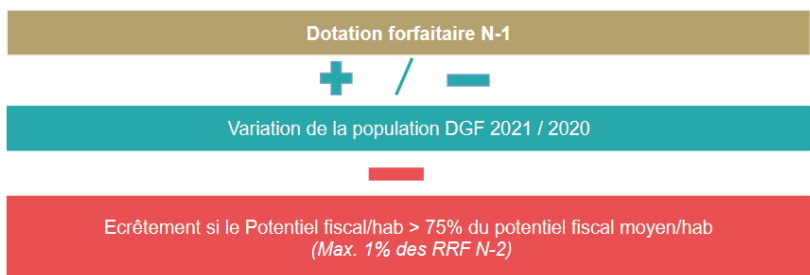 Dotation forfaitaire N-1
+ / -
Variation de la population DGF 2021 / 2020
-
Ecrêtement si le Potentiel fiscal/hab > 75% du potentiel fiscal moyen/hab
(Max. 1% des RRF N-2)